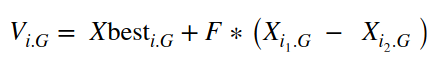 V_{i.G} = Xbest_{i.G} + F * (X_{i_1.G} − X_{i_2.G})